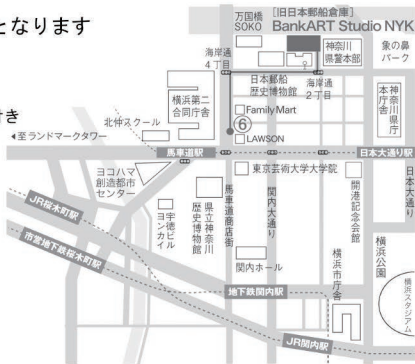 となります
万国橋
SOKO
[旧日本郵船倉庫]
BankART Studio NYK
神奈川
県警本部
象の鼻
パーク
海岸通
4丁目
日本郵船
歴史博物館
海岸通
2丁目
神奈川県庁
本庁舎
横浜第二
合同庁舎
FamilyMart
⑥
き
北仲スクール
LAWSON
◀至ランドマークタワー
馬車道駅
日本大通り駅
ヨコハマ
創造都市
センター
東京芸術大学大学院
日本大通り
JR桜木町駅
市営地下鉄桜木町駅
宇徳ビル
ヨンカイ
県立神奈川
歴史博物館
馬車道商店街
関内大通り
開港記念会館
関内ホール
横浜市庁舎
横浜公園
横浜スタジアム
地下鉄関内駅
JR関内駅